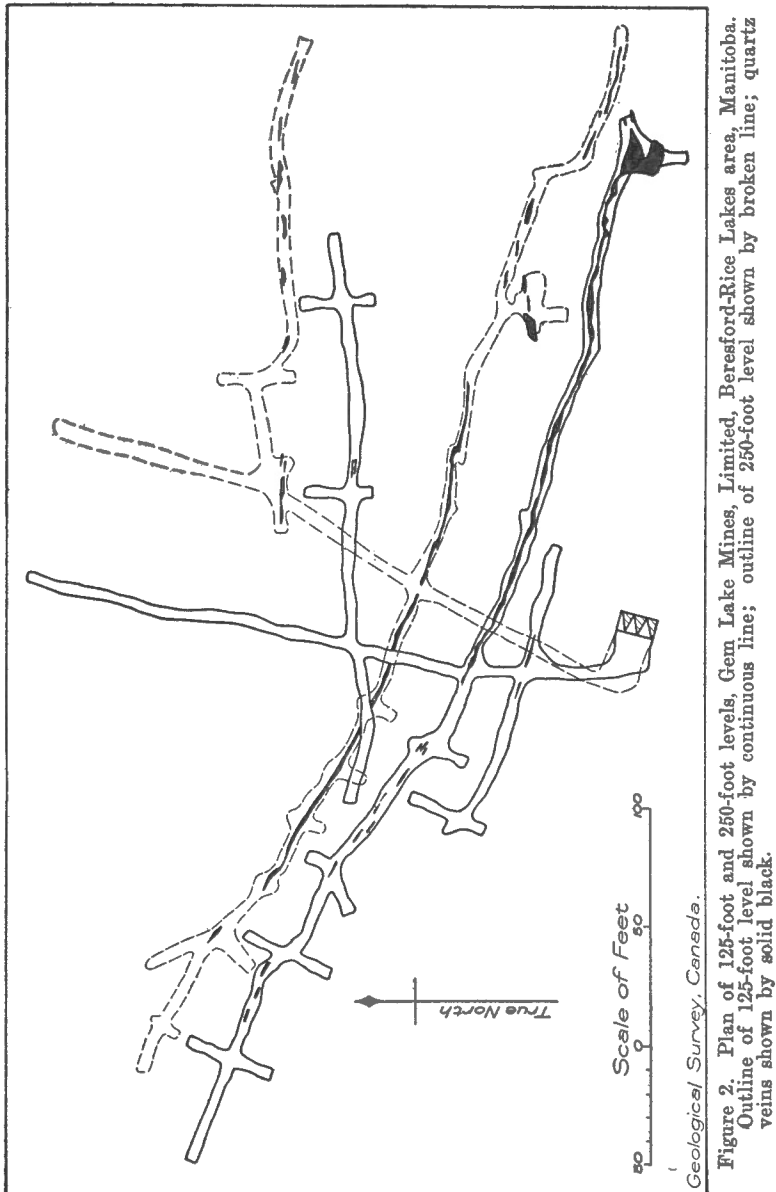 True North
Scale of Feet
50 0 50 100
Geological Survey, Canada.
Figure 2. Plan of 125-foot and 250-foot levels, Gem Lake Mines, Limited, Beresford-Rice Lakes area, Manitoba.
Outline of 125-foot level shown by continuous line; outline of 250-foot level shown by broken line; quartz
veins shown by solid black.